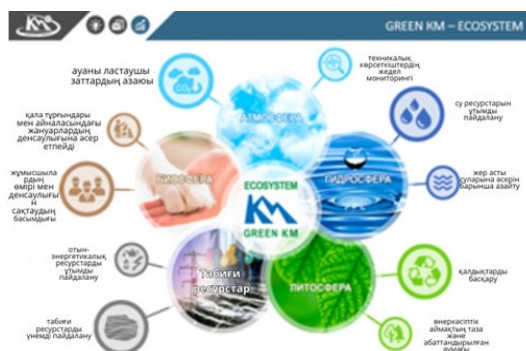 GREEN KM – ECOSYSTEM
ауаны ластаушы
заттардың азаюы
техникалық
көрсеткіштердің
жедел
мониторингі
АТМОСФЕРА
қала тұрғындары
мен айналасындағы
жануарлардың
денсаулығына әсер
етпейді
су ресурстарын
ұтымды
пайдалану
БИОСФЕРА
ГИДРОСФЕРА
ECOSYSTEM
KM
GREEN KM
жұмысшыла
рдың
өмірі мен
денсаулығы
н
сақтаудың
басымдығы
жер асты
суларына әсерін
барынша азайту
отын-
энергетикалық
ресурстарды
ұтымды
пайдалану
Табиғи
ресурстар
ЛИТОСФЕРА
қалдықтарды
басқару
табиғи
ресурстарды
үнемді пайдалану
өнеркәсіптік
аймақтың таза
және
абаттандырылған
аумағы